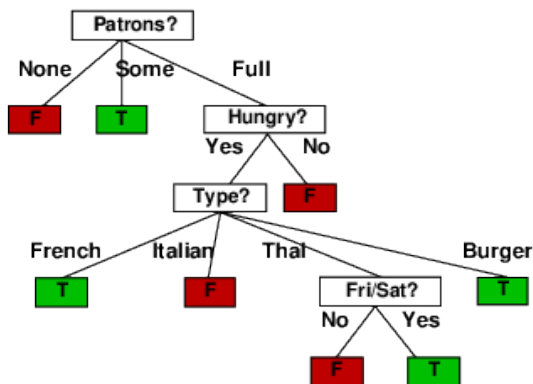 Patrons?
None Some Full
F T Hungry?
Yes No
Type? F
French Italian Thai Burger
T F Fri/Sat? T
No Yes
F T